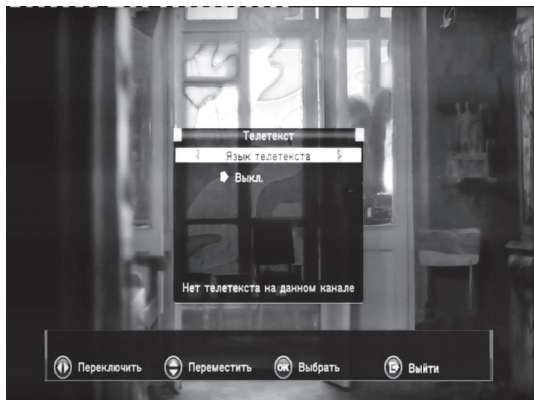 Телетекст
Язык телетекста
Выкл.
Нет телетекста на данном канале
Переключить Переместить OK Выбрать Выйти